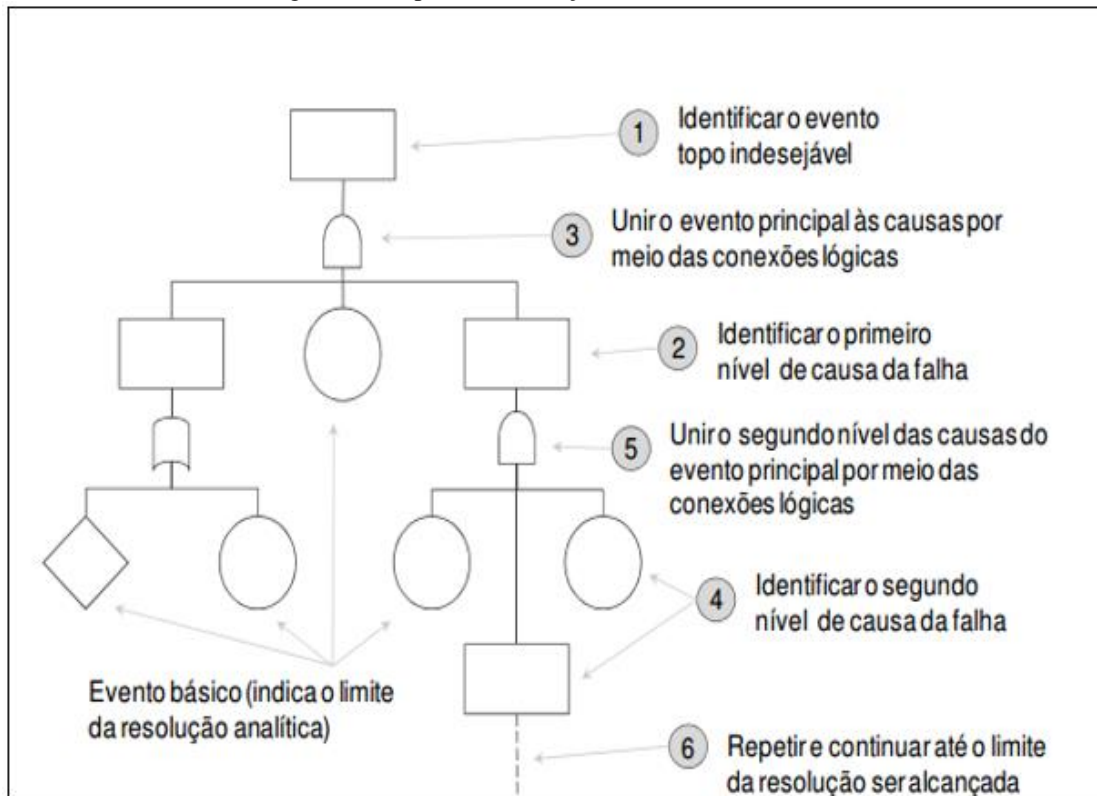 1
Identificar o evento
topo indesejável
3
Unir o evento principal às causas por
meio das conexões lógicas
2
Identificar o primeiro
nível de causa da falha
5
Unir o segundo nível das causas do
evento principal por meio das
conexões lógicas
4
Identificar o segundo
nível de causa da falha
Evento básico (indica o limite
da resolução analítica)
6
Repetir e continuar até o limite
da resolução ser alcançada